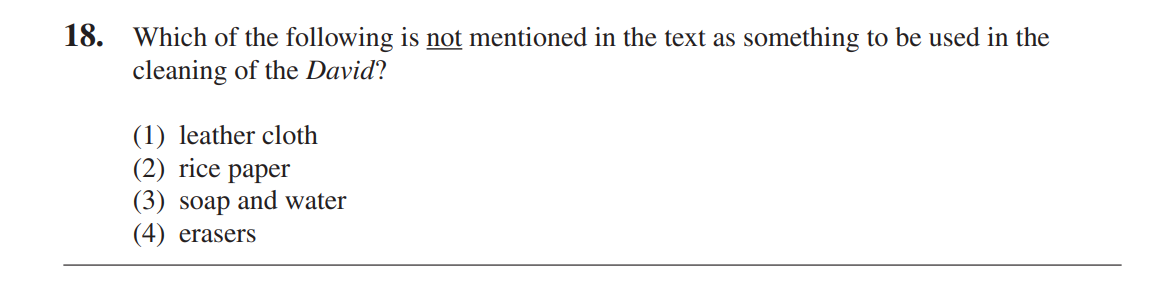 18. Which of the following is not mentioned in the text as something to be used in the
cleaning of the David?
(1) leather cloth
(2) rice paper
(3) soap and water
(4) erasers